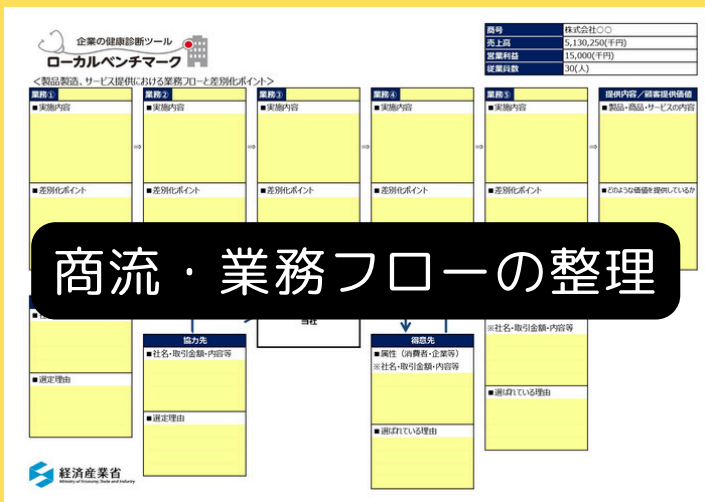 企業の健康診断ツール
ローカルベンチマーク
商号 株式会社○○
売上高 5,130,250(千円)
営業利益 15,000(千円)
従業員数 30(人)
<製品製造、サービス提供における業務フローと差別化ポイント>
業務① 業務② 業務③ 業務④ 業務⑤ 提供内容/顧客提供価値
■実施内容 ■実施内容 ■実施内容 ■実施内容 ■実施内容 ■製品・商品・サービスの内容
⇒ ⇒ ⇒ ⇒ ⇒
■差別化ポイント ■差別化ポイント ■差別化ポイント ■差別化ポイント ■差別化ポイント ■どのような価値を提供しているか
商流・業務フローの整理
当社
※社名・取引金額・内容等
協力先 得意先
■社名・取引金額・内容等 ■属性(消費者・企業等)
※社名・取引金額・内容等
■選定理由
■選ばれている理由
■選定理由
■選ばれている理由
経済産業省
Ministry of Economy, Trade and Industry